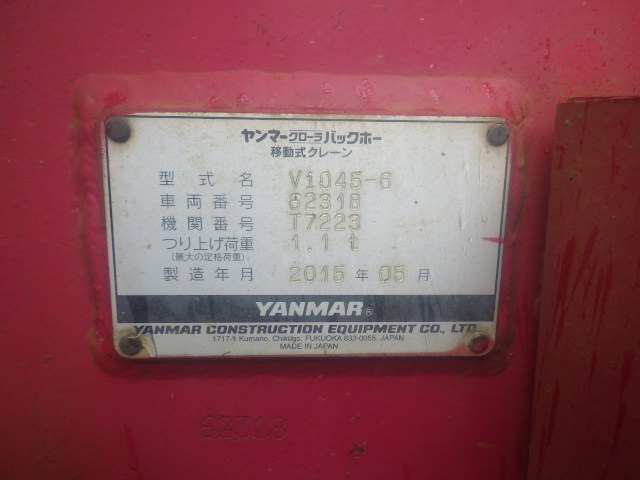 ヤンマークローラバックホー
移動式クレーン
型式名 ViO45-6
車両番号 62318
機関番号 T7223
つり上げ荷重 1.1t
(最大の定格荷重)
製造年月 2015年05月
YANMAR®
YANMAR CONSTRUCTION EQUIPMENT CO., LTD.
1717-1 Kumano, Chikugo, FUKUOKA 833-0055, JAPAN
MADE IN JAPAN
62318